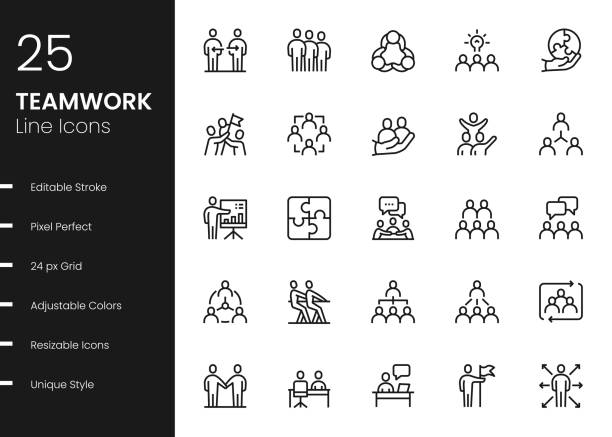 25
TEAMWORK
Line Icons
Editable Stroke
Pixel Perfect
24 px Grid
Adjustable Colors
Resizable Icons
Unique Style